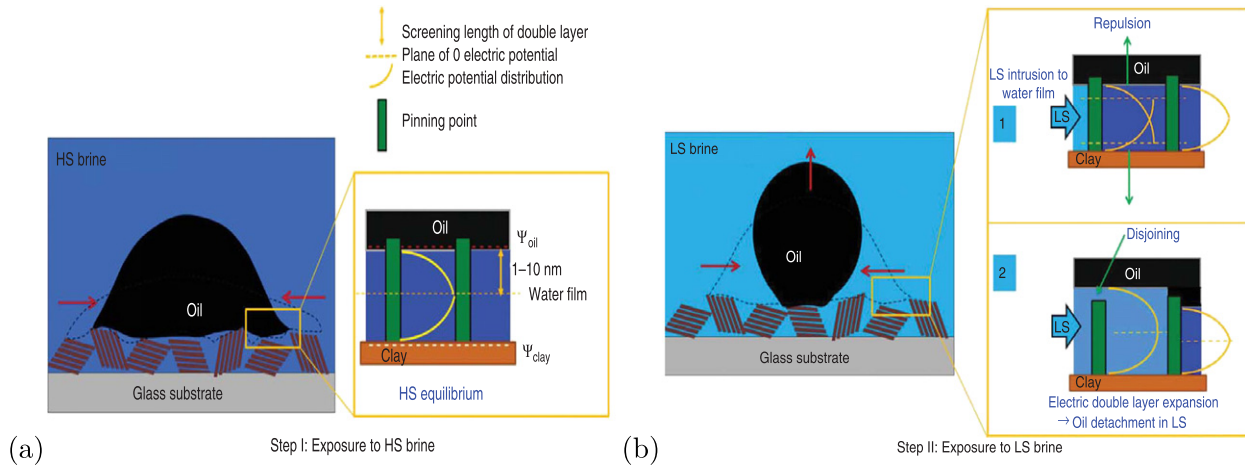 Screening length of double layer
Plane of 0 electric potential
Electric potential distribution
Pinning point
HS brine
Oil
Glass substrate
Oil
Ψoil
1–10 nm
Water film
Clay
Ψclay
HS equilibrium
(a)
Step I: Exposure to HS brine
LS brine
Oil
Glass substrate
Repulsion
Oil
LS intrusion to
water film
1
LS
Clay
Disjoining
2
Oil
LS
Clay
Electric double layer expansion
→ Oil detachment in LS
(b)
Step II: Exposure to LS brine